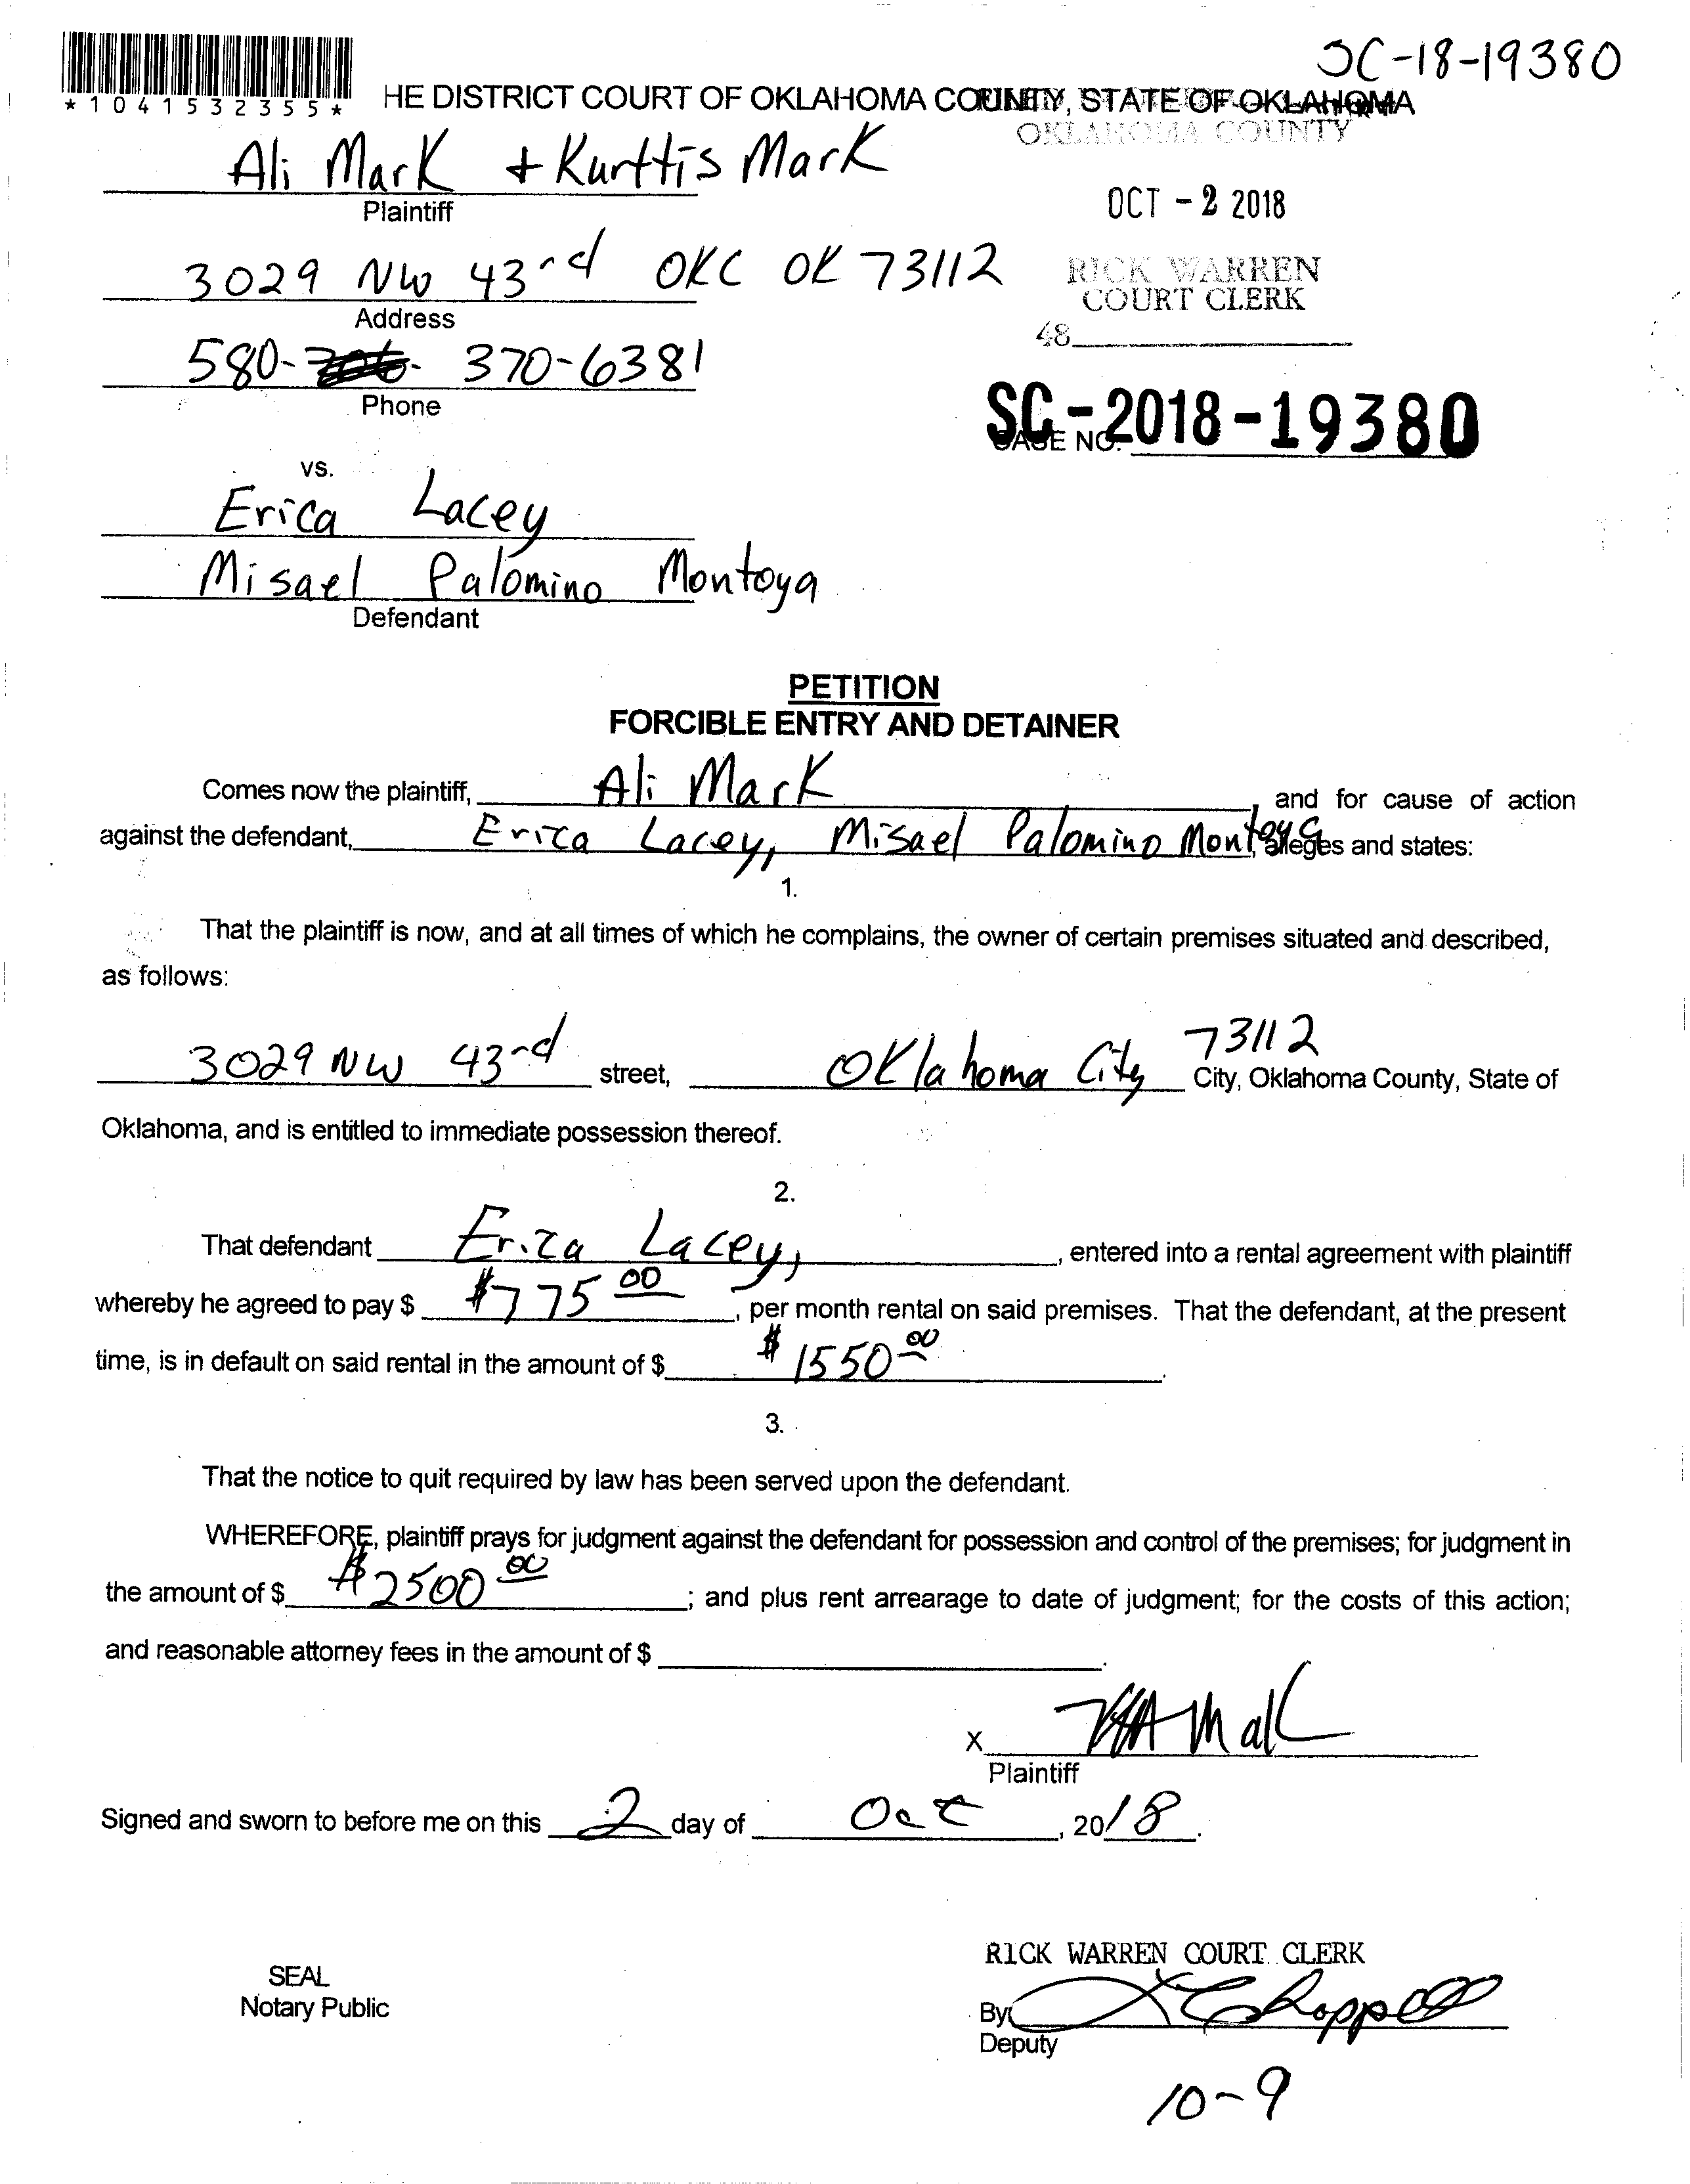 SC-18-19380
*1041532355*
HE DISTRICT COURT OF OKLAHOMA COUNTY, STATE OF OKLAHOMA
OKLAHOMA COUNTY
Ali Mark + Kurttis Mark
Plaintiff
OCT - 2 2018
3029 NW 43rd OKC OK 73112
Address
RICK WARREN
COURT CLERK
48
580- 370-6381
Phone
SC-2018-19380
CASE NO.
vs.
Erica Lacey
Misael Palomino Montoya
Defendant
PETITION
FORCIBLE ENTRY AND DETAINER
Comes now the plaintiff, Ali Mark, and for cause of action
against the defendant, Erica Lacey, Misael Palomino Montoya, alleges and states:
1.
That the plaintiff is now, and at all times of which he complains, the owner of certain premises situated and described,
as follows:
3029 NW 43rd street, Oklahoma City 73112 City, Oklahoma County, State of
Oklahoma, and is entitled to immediate possession thereof.
2.
That defendant Erica Lacey, , entered into a rental agreement with plaintiff
whereby he agreed to pay $ $775 00, per month rental on said premises. That the defendant, at the present
time, is in default on said rental in the amount of $ $1550 00.
3.
That the notice to quit required by law has been served upon the defendant.
WHEREFORE, plaintiff prays for judgment against the defendant for possession and control of the premises; for judgment in
the amount of $ $2500 00; and plus rent arrearage to date of judgment; for the costs of this action;
and reasonable attorney fees in the amount of $ .
X Mark
Plaintiff
Signed and sworn to before me on this 2 day of Oct, 2018.
RICK WARREN COURT CLERK
SEAL
Notary Public
By
Deputy
10-9